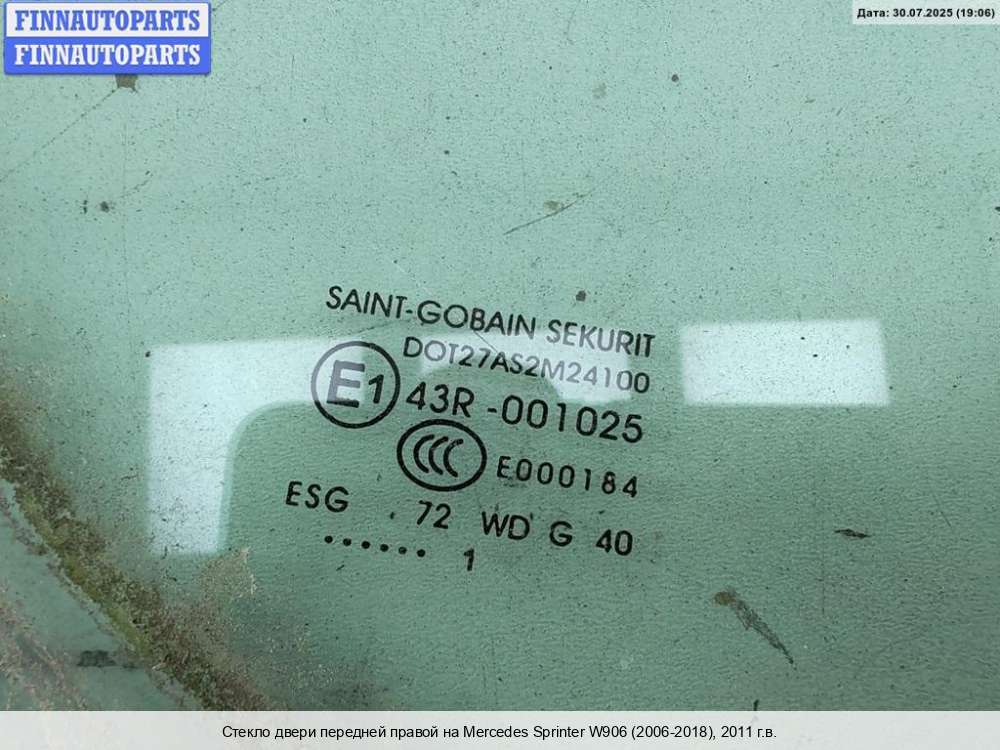 FINNAUTOPARTS
FINNAUTOPARTS
Дата: 30.07.2025 (19:06)
SAINT-GOBAIN SEKURIT
DOT27AS2M24100
E1 43R -001025
CCC E000184
ESG . 72 WD G 40
...... 1
Стекло двери передней правой на Mercedes Sprinter W906 (2006-2018), 2011 г.в.